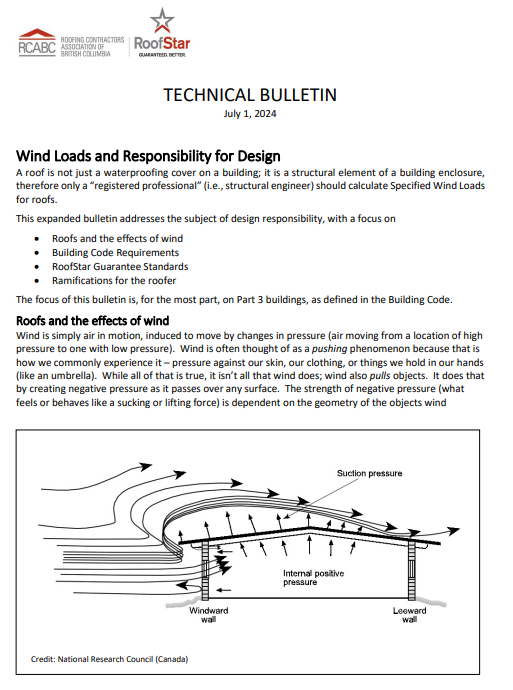 RCABC
ROOFING CONTRACTORS
ASSOCIATION OF
BRITISH COLUMBIA
RoofStar
GUARANTEED. BETTER.
TECHNICAL BULLETIN
July 1, 2024
Wind Loads and Responsibility for Design
A roof is not just a waterproofing cover on a building; it is a structural element of a building enclosure,
therefore only a “registered professional” (i.e., structural engineer) should calculate Specified Wind Loads
for roofs.
This expanded bulletin addresses the subject of design responsibility, with a focus on
• Roofs and the effects of wind
• Building Code Requirements
• RoofStar Guarantee Standards
• Ramifications for the roofer
The focus of this bulletin is, for the most part, on Part 3 buildings, as defined in the Building Code.
Roofs and the effects of wind
Wind is simply air in motion, induced to move by changes in pressure (air moving from a location of high
pressure to one with low pressure). Wind is often thought of as a pushing phenomenon because that is
how we commonly experience it – pressure against our skin, our clothing, or things we hold in our hands
(like an umbrella). While all of that is true, it isn’t all that wind does; wind also pulls objects. It does that
by creating negative pressure as it passes over any surface. The strength of negative pressure (what
feels or behaves like a sucking or lifting force) is dependent on the geometry of the objects wind
Suction pressure
Internal positive
pressure
Windward
wall
Leeward
wall
Credit: National Research Council (Canada)